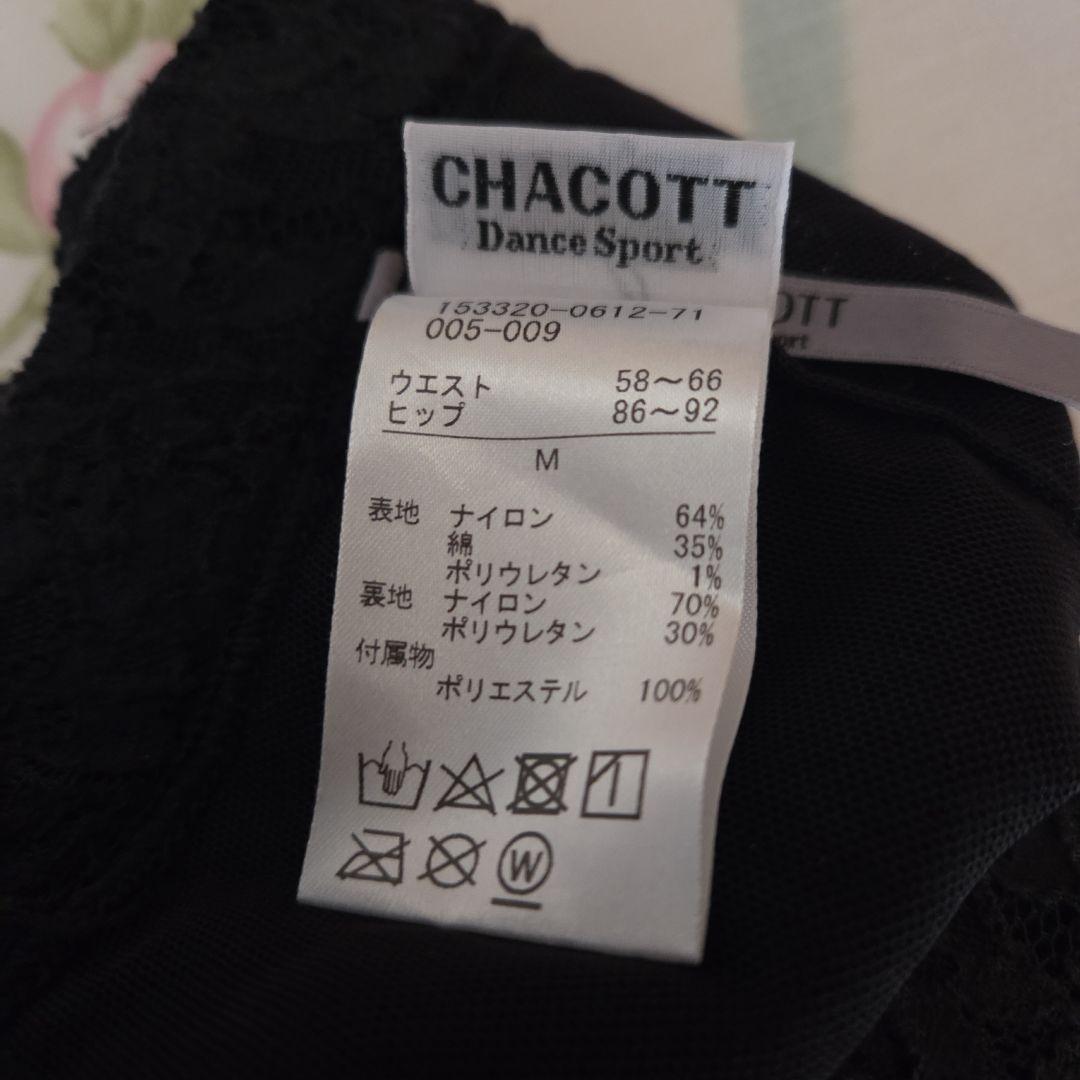 CHACOTT
Dance Sport
153320-0612-71
005-009
ウエスト 58～66
ヒップ 86～92
M
表地 ナイロン 64%
綿 35%
ポリウレタン 1%
裏地 ナイロン 70%
ポリウレタン 30%
付属物
ポリエステル 100%
W
OTT
ort